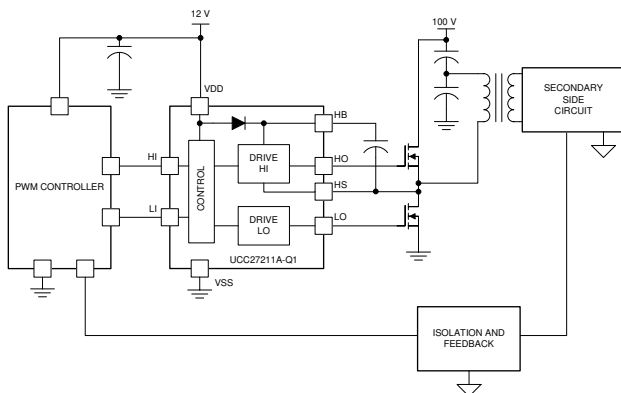 12 V
100 V
VDD
SECONDARY
SIDE
CIRCUIT
HB
HI
DRIVE
HI
HO
PWM CONTROLLER
CONTROL
HS
LI
DRIVE
LO
LO
UCC27211A-Q1
VSS
ISOLATION AND
FEEDBACK